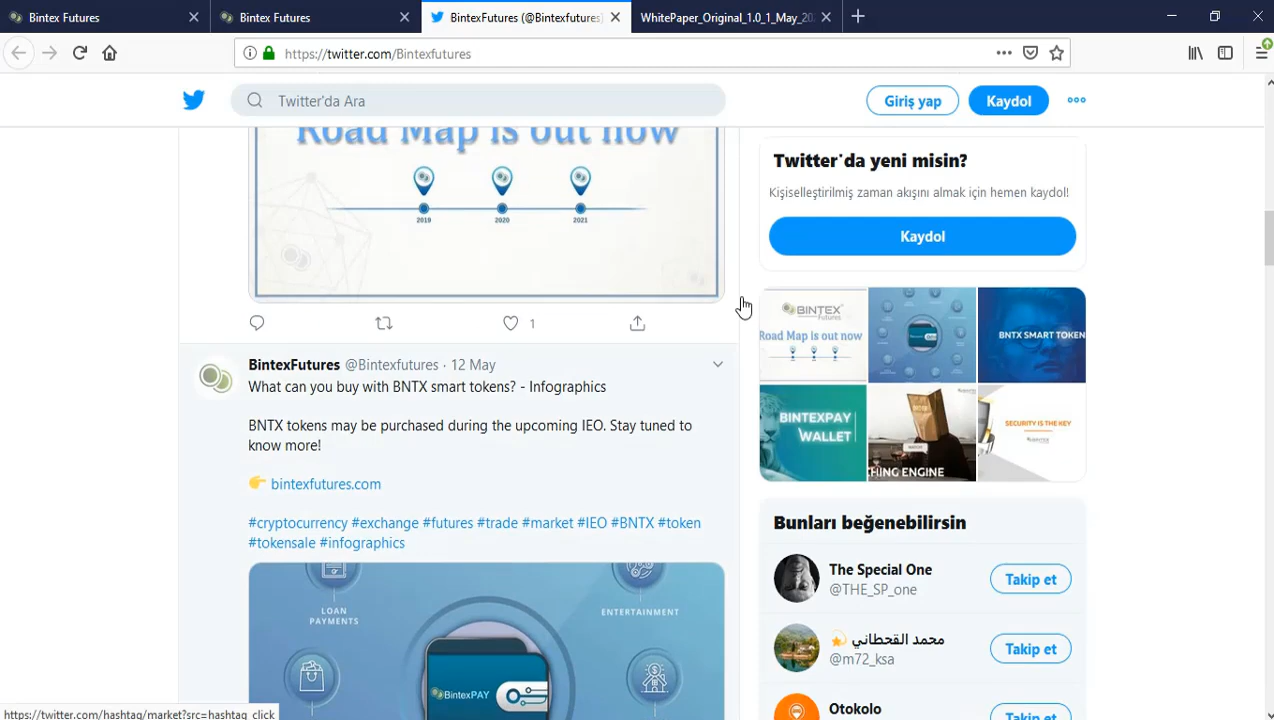 Bintex Futures
Bintex Futures
BintexFutures (@Bintexfutures)
WhitePaper_Original_1.0_1_May_20
https://twitter.com/Bintexfutures
Twitter'da Ara
Giriş yap
Kaydol
Road Map is out now
2019 2020 2021
1
BintexFutures @Bintexfutures · 12 May
What can you buy with BNTX smart tokens? - Infographics
BNTX tokens may be purchased during the upcoming IEO. Stay tuned to
know more!
👉 bintexfutures.com
#cryptocurrency #exchange #futures #trade #market #IEO #BNTX #token
#tokensale #infographics
LOAN
PAYMENTS
ENTERTAINMENT
BintexPAY
Twitter'da yeni misin?
Kişiselleştirilmiş zaman akışını almak için hemen kaydol!
Kaydol
BINTEX
Futures
Road Map is out now
BNTX SMART TOKEN
BINTEXPAY
WALLET
HING ENGINE
SECURITY IS THE KEY
Bunları beğenebilirsin
The Special One
@THE_SP_one
Takip et
محمد القحطاني 💫
@m72_ksa
Takip et
Otokolo
Takip et
https://twitter.com/hashtag/market?src=hashtag_click